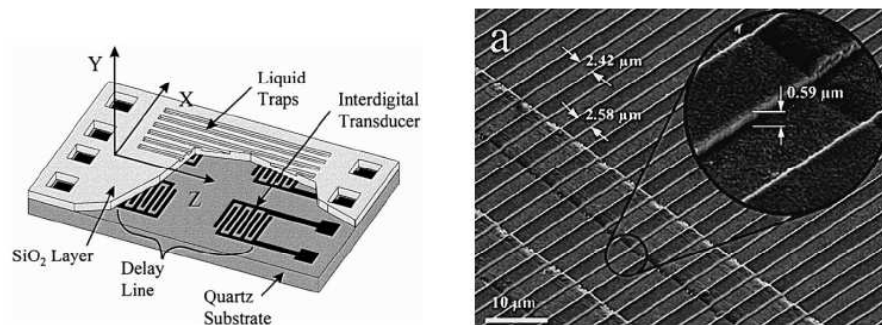 Y
X
Liquid
Traps
Interdigital
Transducer
Z
SiO₂ Layer
Delay
Line
Quartz
Substrate
a
2.42 µm
0.59 µm
2.58 µm
10 µm